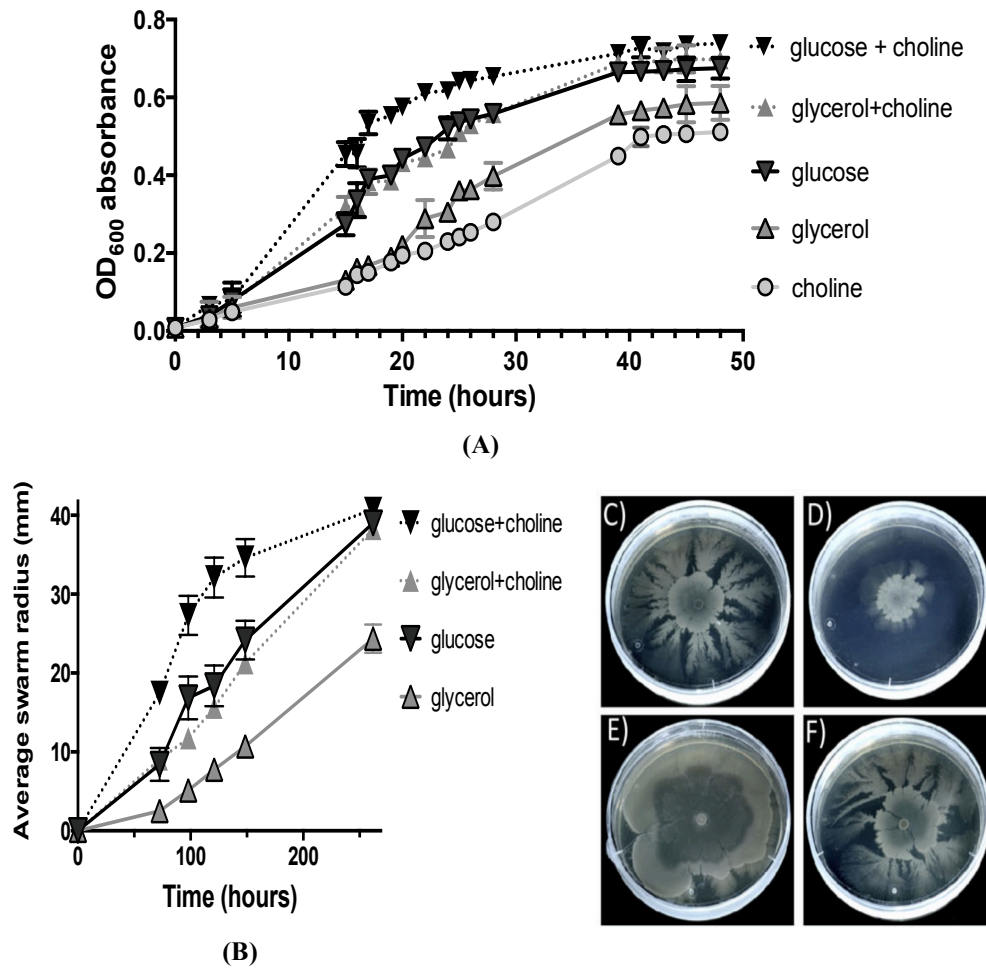 OD600 absorbance
0.8
0.6
0.4
0.2
0.0
0
10
20
30
40
50
Time (hours)
glucose + choline
glycerol+choline
glucose
glycerol
choline
(A)
Average swarm radius (mm)
40
30
20
10
0
0
100
200
Time (hours)
glucose+choline
glycerol+choline
glucose
glycerol
(B)
C)
D)
E)
F)